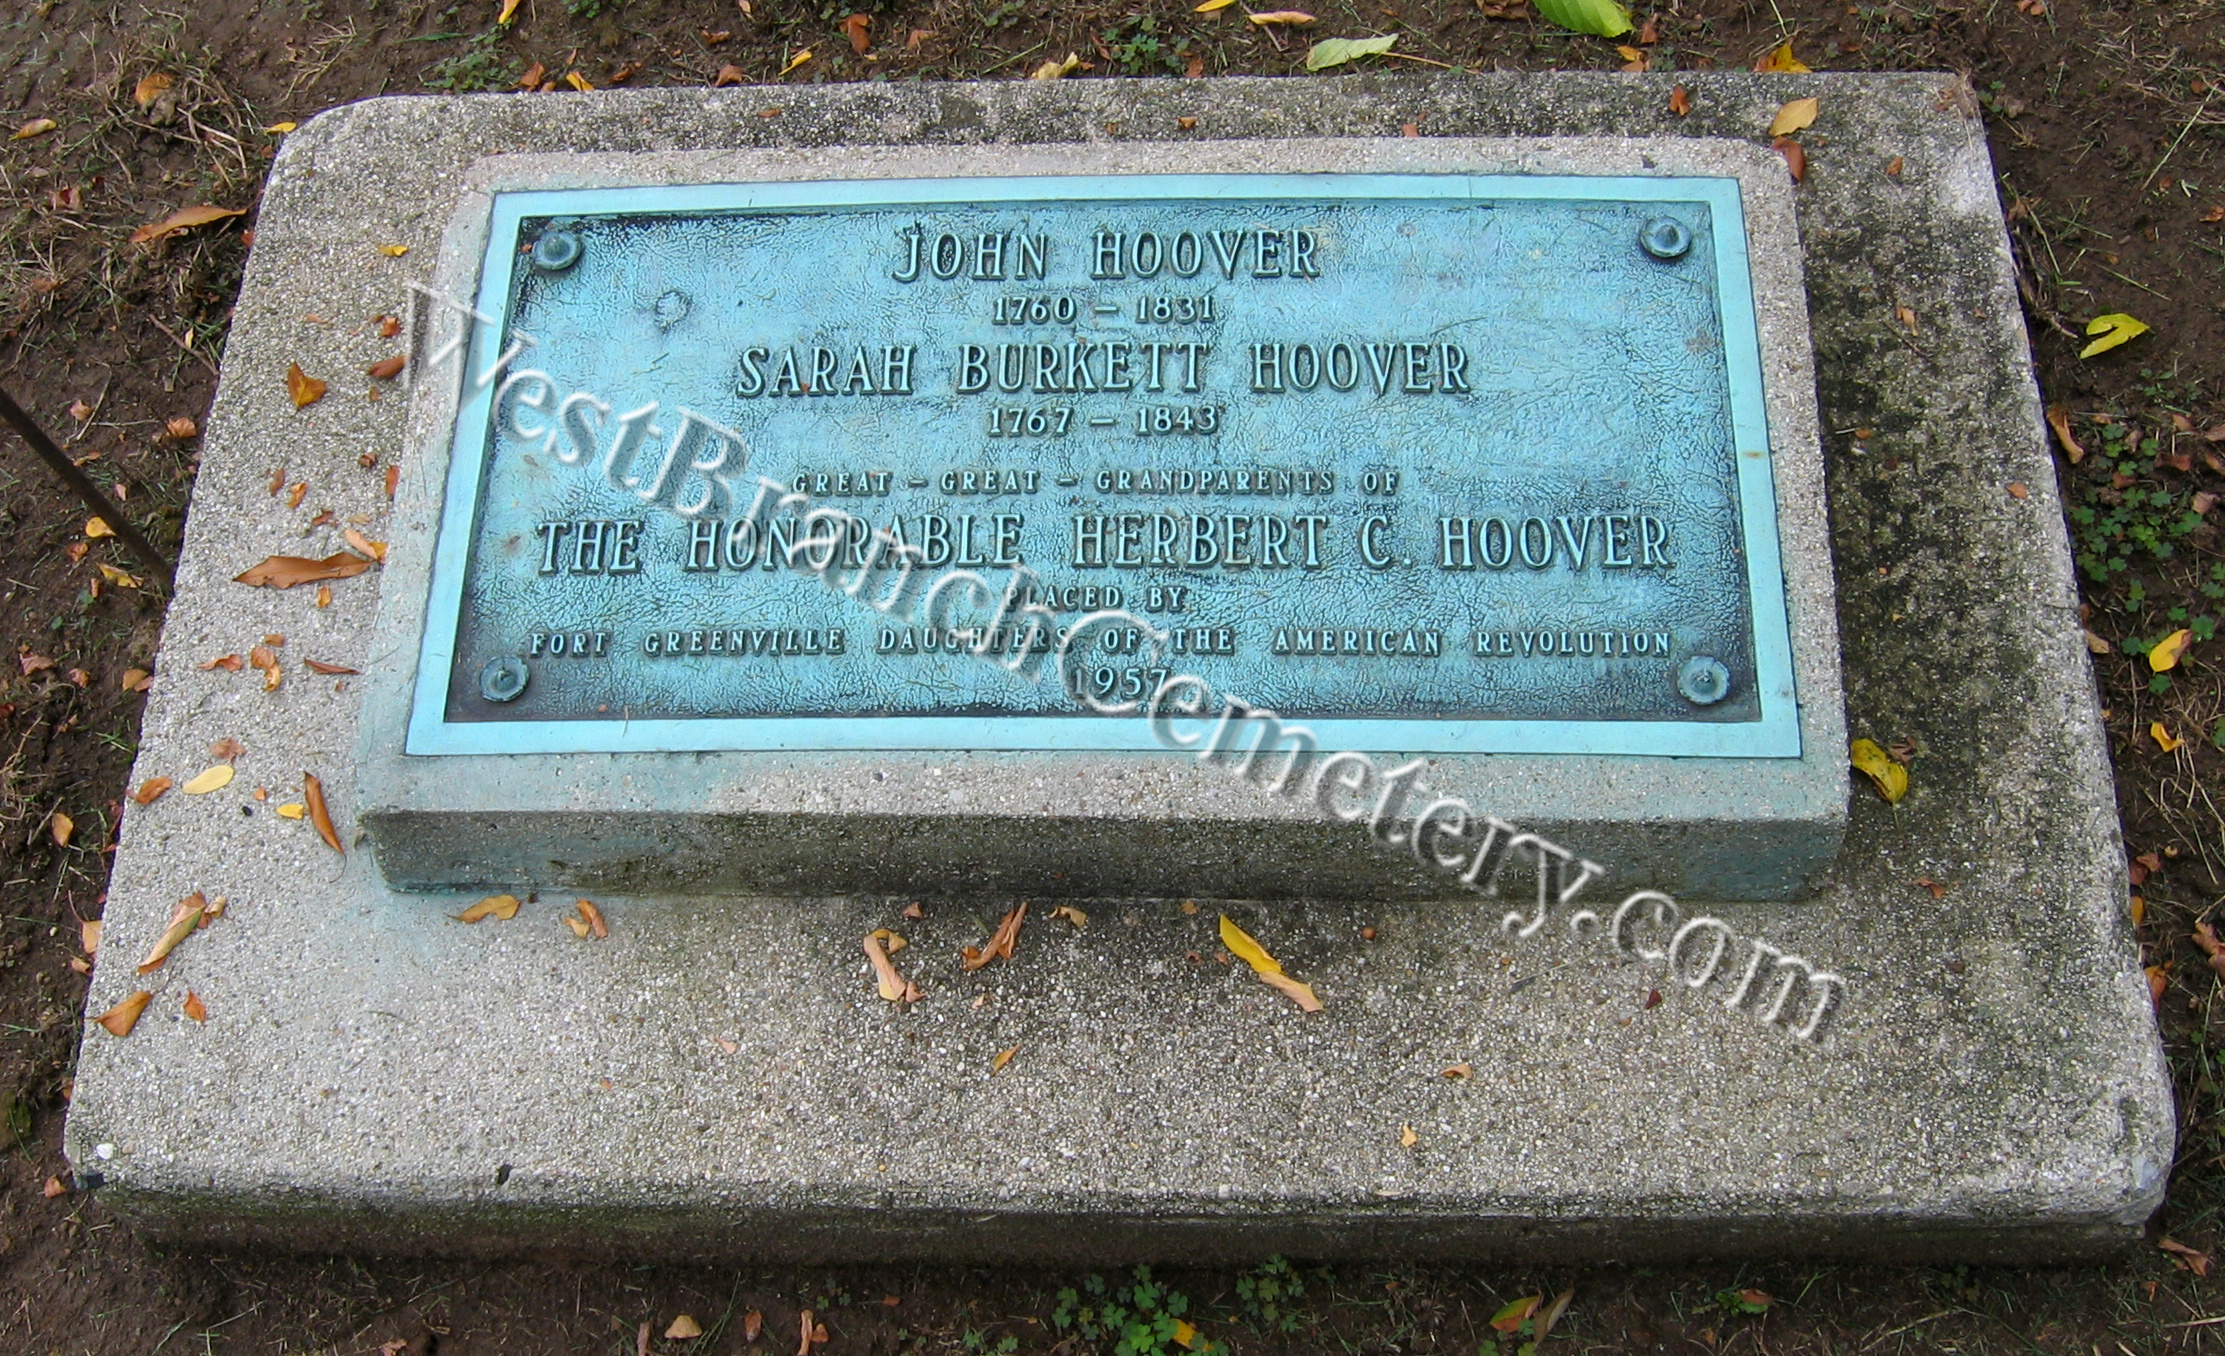 JOHN HOOVER
1760 – 1831
SARAH BURKETT HOOVER
1767 – 1843
GREAT – GREAT – GRANDPARENTS OF
THE HONORABLE HERBERT C. HOOVER
PLACED BY
FORT GREENVILLE DAUGHTERS OF THE AMERICAN REVOLUTION
1957
WestBranchCemetery.com